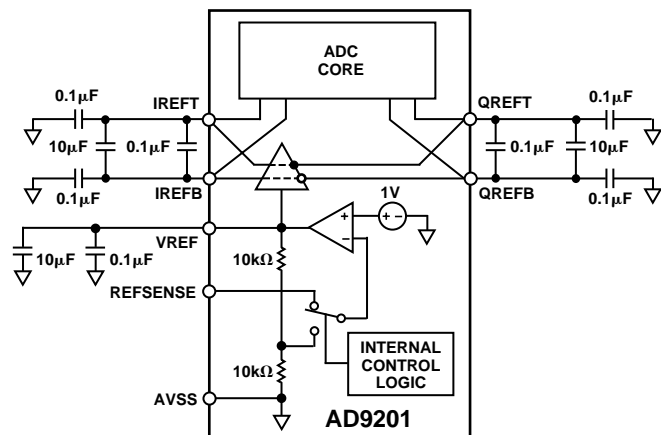 ADC
CORE
0.1µF
IREFT
QREFT
0.1µF
10µF
0.1µF
0.1µF
10µF
IREFB
QREFB
0.1µF
0.1µF
1V
+ −
VREF
+
−
10µF
0.1µF
10kΩ
REFSENSE
INTERNAL
CONTROL
LOGIC
10kΩ
AVSS
AD9201